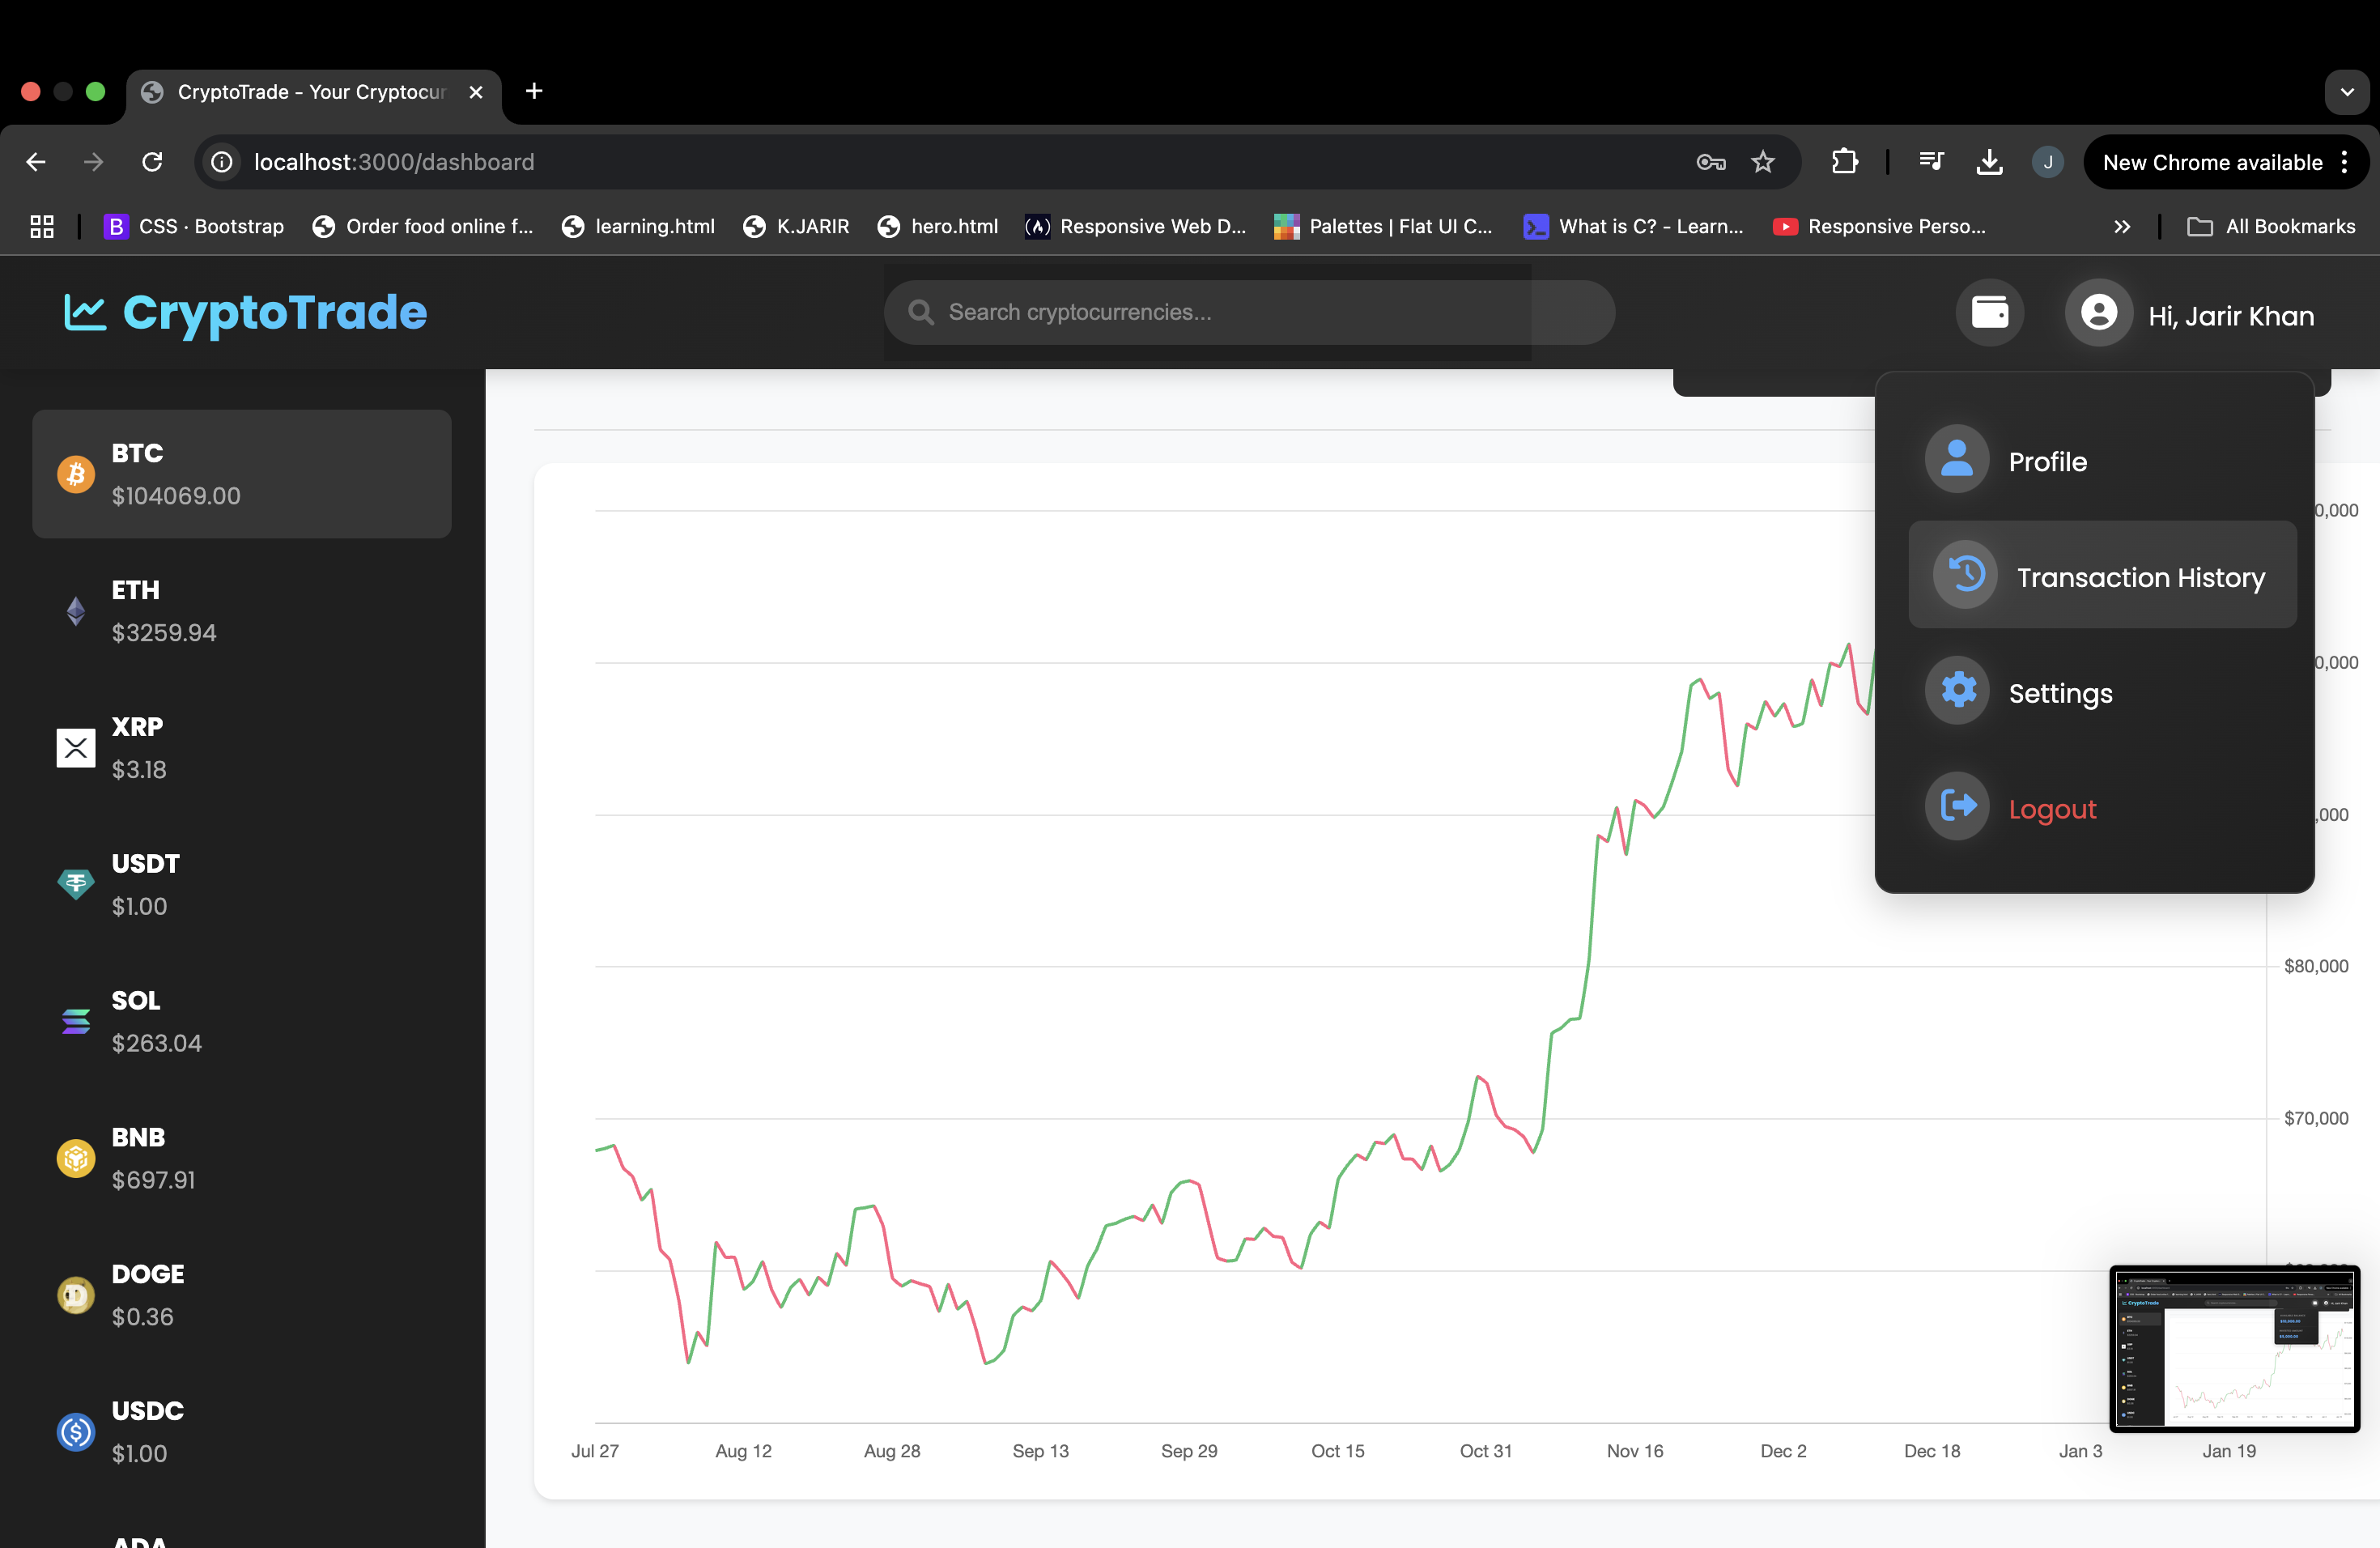 CryptoTrade - Your Cryptocur
localhost:3000/dashboard
J
New Chrome available
CSS · Bootstrap
Order food online f...
learning.html
K.JARIR
hero.html
Responsive Web D...
Palettes | Flat UI C...
What is C? - Learn...
Responsive Perso...
All Bookmarks
CryptoTrade
Search cryptocurrencies...
Hi, Jarir Khan
BTC
$104069.00
ETH
$3259.94
XRP
$3.18
USDT
$1.00
SOL
$263.04
BNB
$697.91
DOGE
$0.36
USDC
$1.00
ADA
Profile
Transaction History
Settings
Logout
0,000
0,000
,000
$80,000
$70,000
Jul 27
Aug 12
Aug 28
Sep 13
Sep 29
Oct 15
Oct 31
Nov 16
Dec 2
Dec 18
Jan 3
Jan 19
CryptoTrade